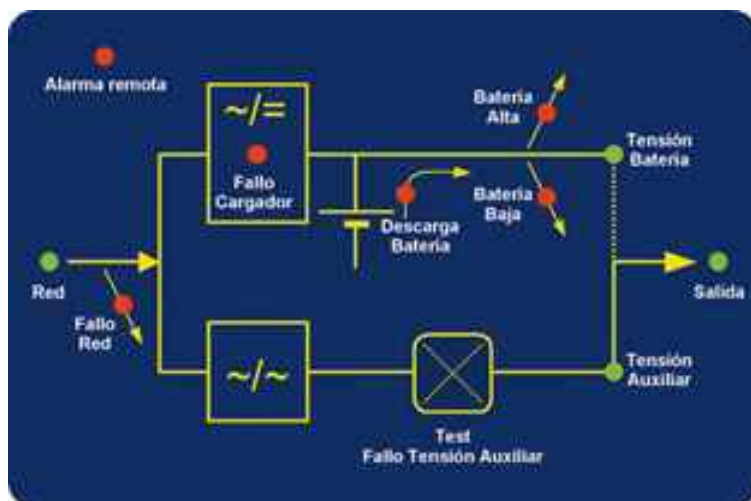 Alarma remota
~/=
Fallo
Cargador
Batería
Alta
Tensión
Batería
Descarga
Batería
Batería
Baja
Red
Fallo
Red
Salida
~/~
Tensión
Auxiliar
Test
Fallo Tensión Auxiliar